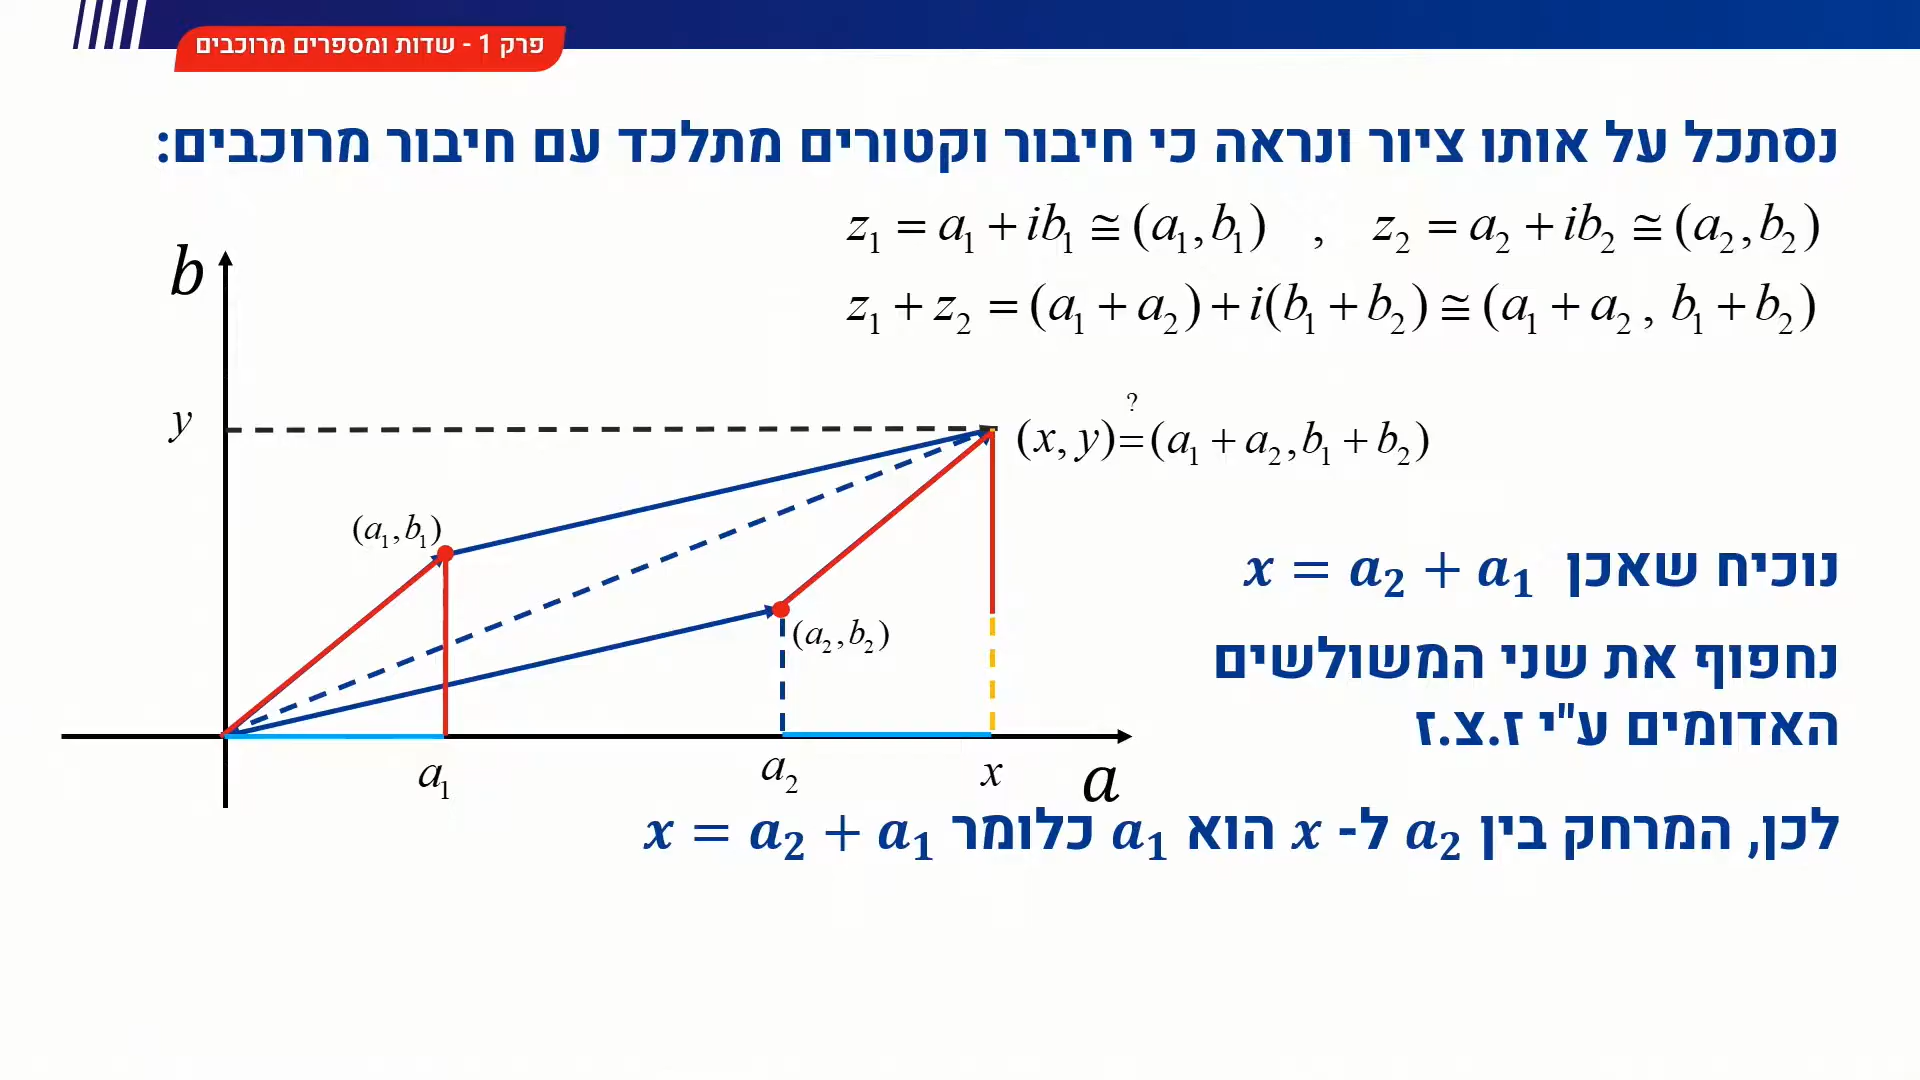 פרק 1 - שדות ומספרים מרוכבים
נסתכל על אותו ציור ונראה כי חיבור וקטורים מתלכד עם חיבור מרוכבים:
z₁ = a₁ + ib₁ ≅ (a₁, b₁) , z₂ = a₂ + ib₂ ≅ (a₂, b₂)
z₁ + z₂ = (a₁ + a₂) + i(b₁ + b₂) ≅ (a₁ + a₂ , b₁ + b₂)
b
y
?
(x, y) = (a₁ + a₂, b₁ + b₂)
(a₁, b₁)
(a₂, b₂)
a₁
a₂
x
a
נוכיח שאכן x = a₂ + a₁
נחפוף את שני המשולשים
האדומים ע"י ז.צ.ז
לכן, המרחק בין a₂ ל- x הוא a₁ כלומר x = a₂ + a₁